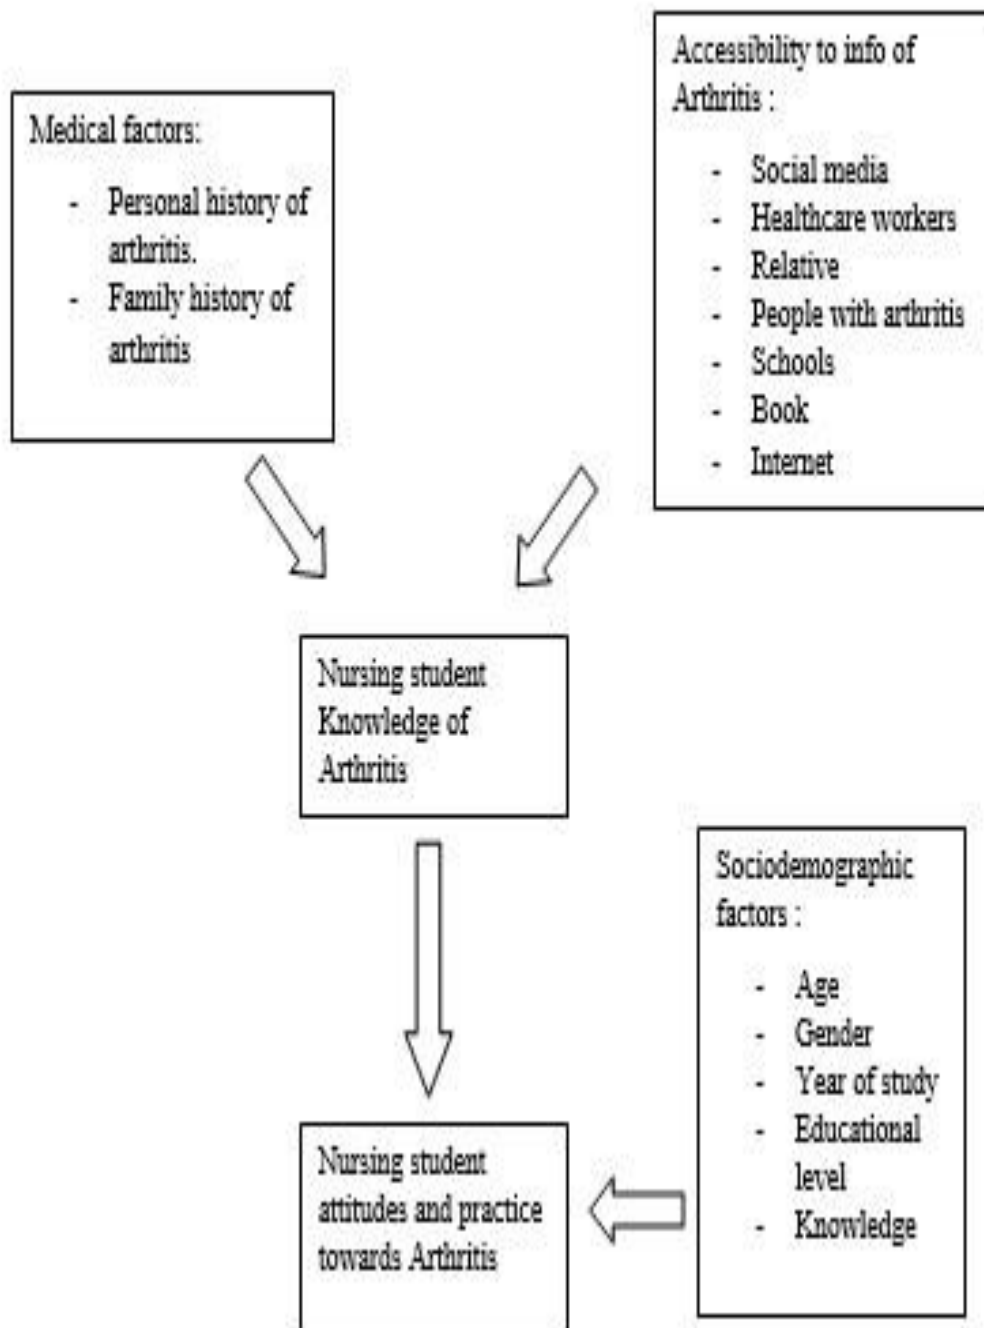 Medical factors:
- Personal history of
arthritis.
- Family history of
arthritis
Accessibility to info of
Arthritis :
- Social media
- Healthcare workers
- Relative
- People with arthritis
- Schools
- Book
- Internet
Nursing student
Knowledge of
Arthritis
Sociodemographic
factors :
- Age
- Gender
- Year of study
- Educational
level
- Knowledge
Nursing student
attitudes and practice
towards Arthritis